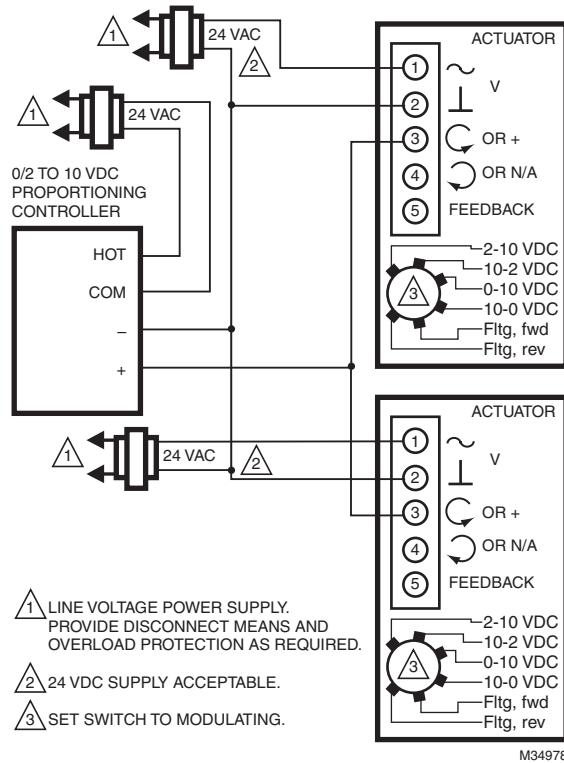 1
24 VAC
2
1
24 VAC
0/2 TO 10 VDC
PROPORTIONING
CONTROLLER
HOT
COM
–
+
ACTUATOR
1
V
2
3 OR +
4 OR N/A
5 FEEDBACK
2-10 VDC
10-2 VDC
3
0-10 VDC
10-0 VDC
Fltg, fwd
Fltg, rev
1
24 VAC
2
ACTUATOR
1
V
2
3 OR +
4 OR N/A
5 FEEDBACK
2-10 VDC
10-2 VDC
3
0-10 VDC
10-0 VDC
Fltg, fwd
Fltg, rev
1 LINE VOLTAGE POWER SUPPLY.
PROVIDE DISCONNECT MEANS AND
OVERLOAD PROTECTION AS REQUIRED.
2 24 VDC SUPPLY ACCEPTABLE.
3 SET SWITCH TO MODULATING.
M34978